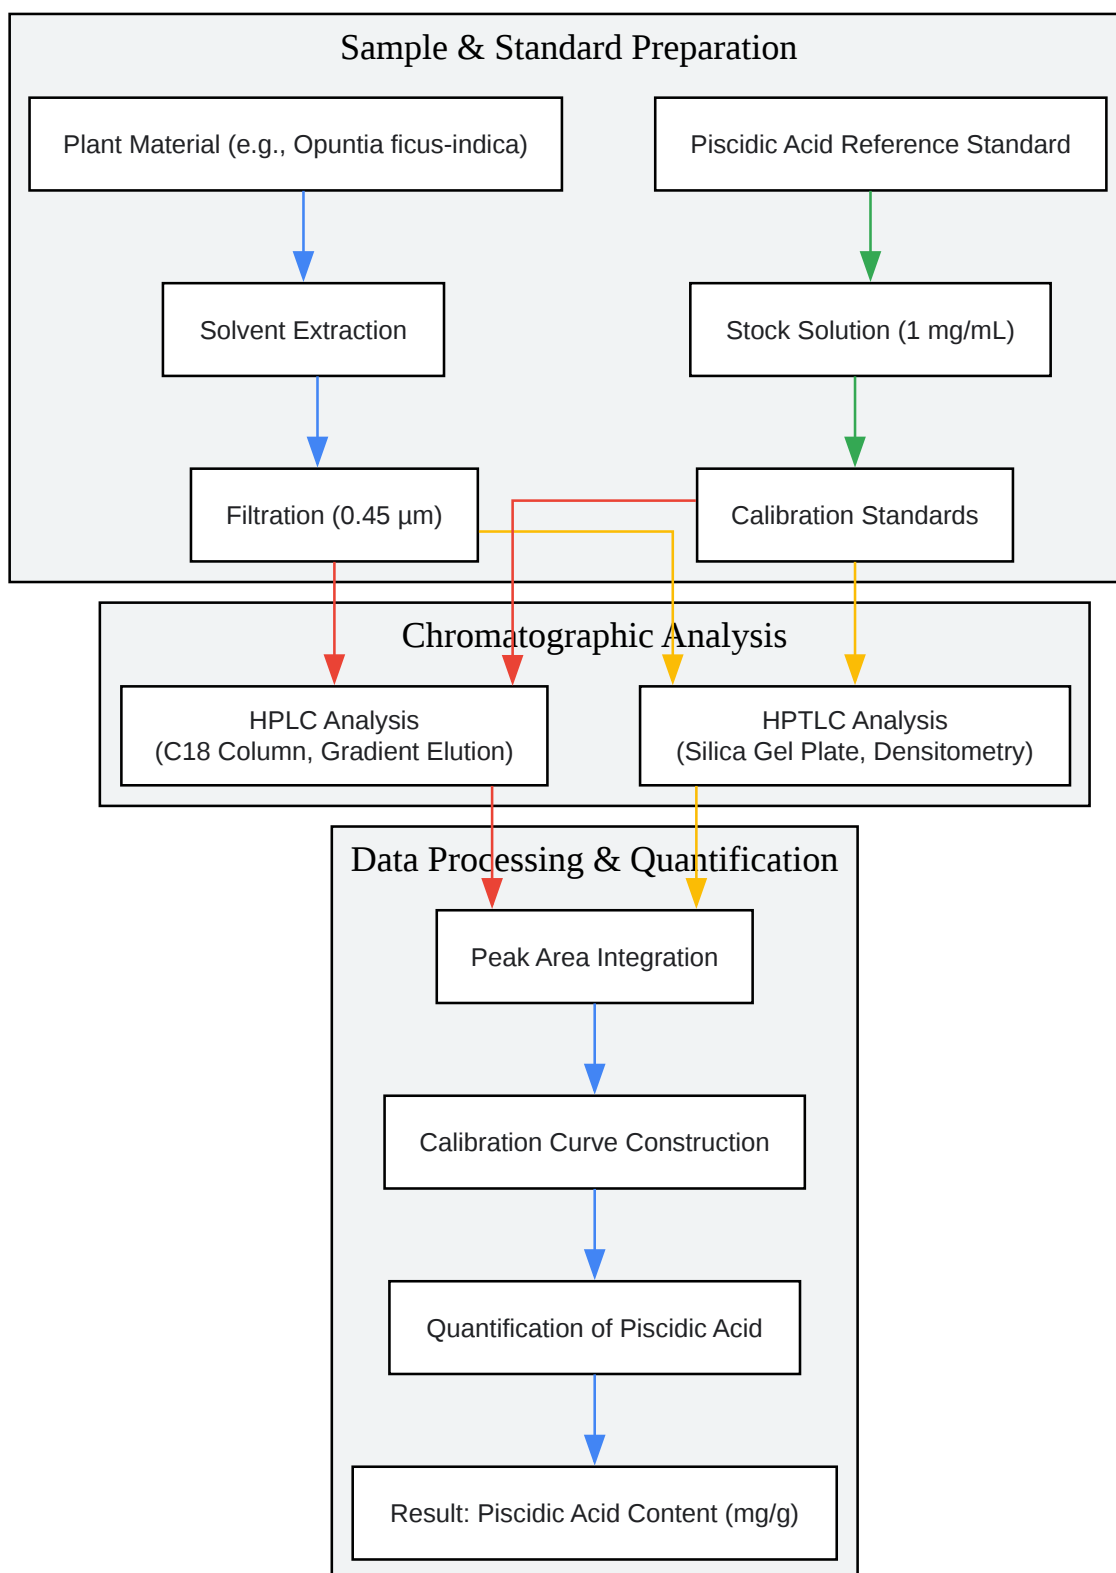 Sample & Standard Preparation
Plant Material (e.g., Opuntia ficus-indica)
Piscidic Acid Reference Standard
Solvent Extraction
Stock Solution (1 mg/mL)
Filtration (0.45 µm)
Calibration Standards
Chromatographic Analysis
HPLC Analysis
(C18 Column, Gradient Elution)
HPTLC Analysis
(Silica Gel Plate, Densitometry)
Data Processing & Quantification
Peak Area Integration
Calibration Curve Construction
Quantification of Piscidic Acid
Result: Piscidic Acid Content (mg/g)